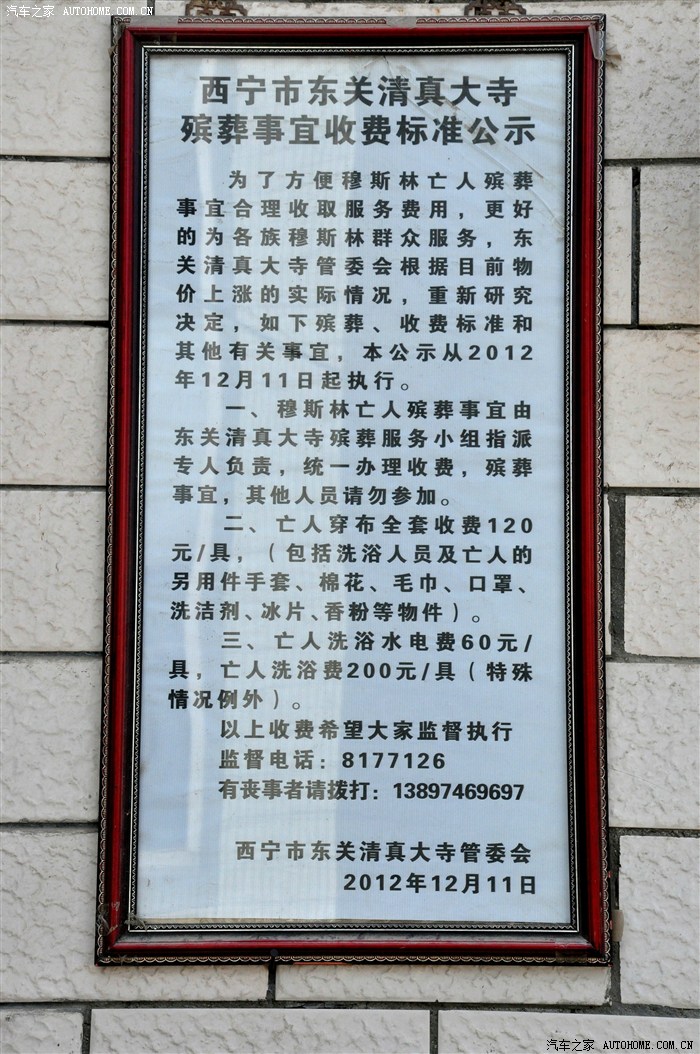 汽车之家 AUTOHOME.COM.CN
西宁市东关清真大寺
殡葬事宜收费标准公示
为了方便穆斯林亡人殡葬
事宜合理收取服务费用，更好
的为各族穆斯林群众服务，东
关清真大寺管委会根据目前物
价上涨的实际情况，重新研究
决定，如下殡葬、收费标准和
其他有关事宜，本公示从2012
年12月11日起执行。
一、穆斯林亡人殡葬事宜由
东关清真大寺殡葬服务小组指派
专人负责，统一办理收费，殡葬
事宜，其他人员请勿参加。
二、亡人穿布全套收费120
元/具，（包括洗浴人员及亡人的
另用件手套、棉花、毛巾、口罩、
洗洁剂、冰片、香粉等物件）。
三、亡人洗浴水电费60元/
具，亡人洗浴费200元/具（特殊
情况例外）。
以上收费希望大家监督执行
监督电话：8177126
有丧事者请拨打：13897469697
西宁市东关清真大寺管委会
2012年12月11日
汽车之家 AUTOHOME.COM.CN